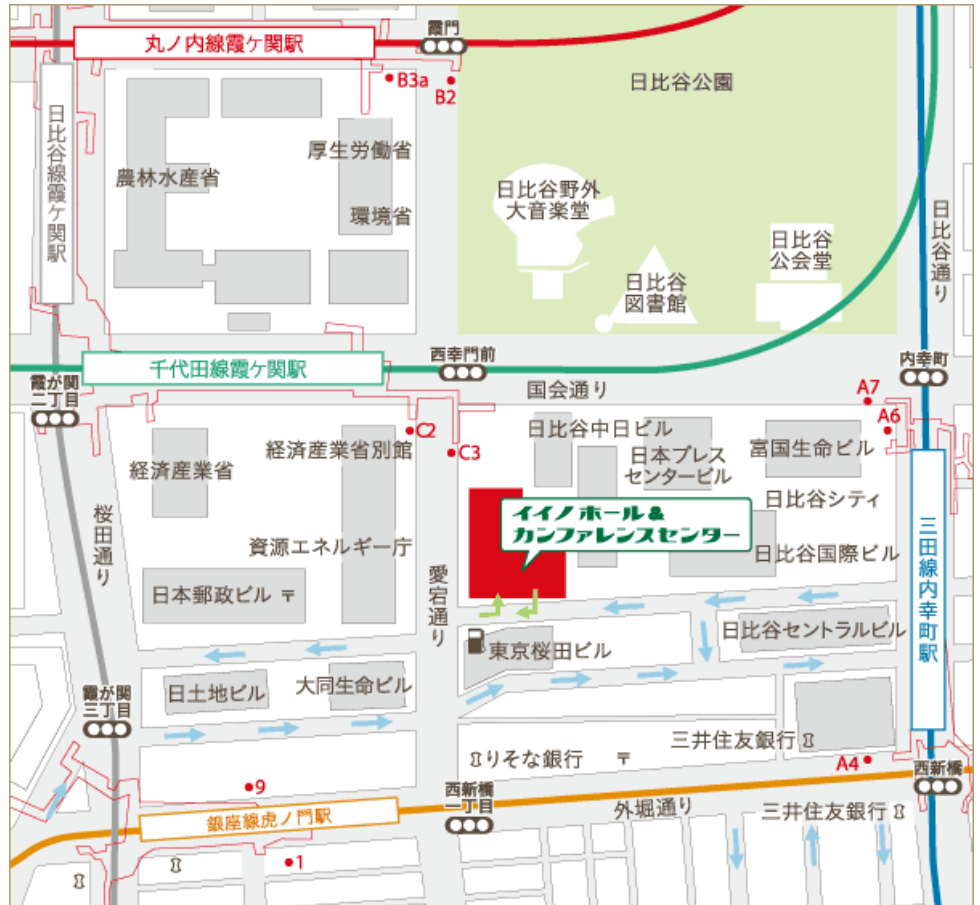 丸ノ内線霞ケ関駅
霞門
B3a
B2
日比谷公園
日比谷線霞ケ関駅
農林水産省
厚生労働省
環境省
日比谷野外
大音楽堂
日比谷
図書館
日比谷
公会堂
日比谷通り
千代田線霞ケ関駅
西幸門前
国会通り
内幸町
霞が関
二丁目
A7
A6
C2
C3
経済産業省
経済産業省別館
日比谷中日ビル
日本プレス
センタービル
富国生命ビル
日比谷シティ
イイノホール&
カンファレンスセンター
桜田通り
資源エネルギー庁
日比谷国際ビル
三田線内幸町駅
愛宕通り
日本郵政ビル 〒
日比谷セントラルビル
東京桜田ビル
日土地ビル
大同生命ビル
霞が関
三丁目
りそな銀行
〒
三井住友銀行
A4
西新橋
9
西新橋
一丁目
外堀通り
三井住友銀行
銀座線虎ノ門駅
1